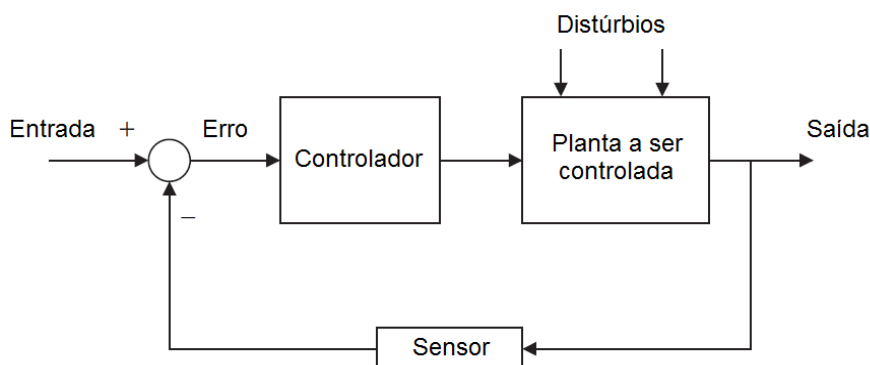 Distúrbios
Entrada + Erro
Controlador
Planta a ser
controlada
Saída
–
Sensor